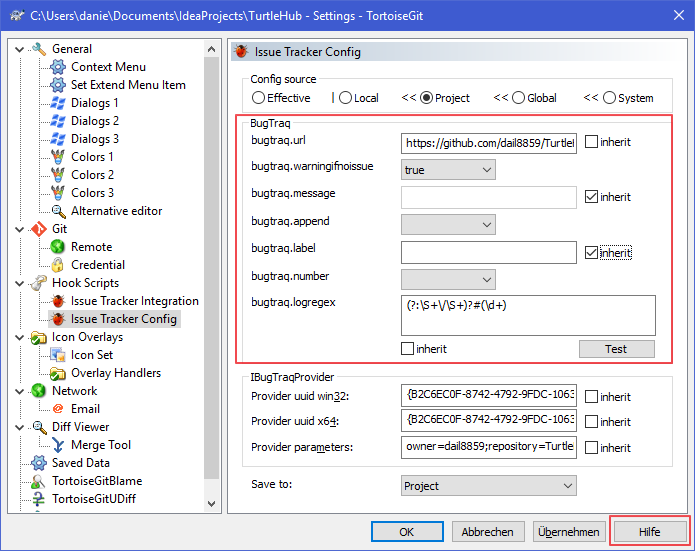 C:\Users\danie\Documents\IdeaProjects\TurtleHub - Settings - TortoiseGit
General
Context Menu
Set Extend Menu Item
Dialogs 1
Dialogs 2
Dialogs 3
Colors 1
Colors 2
Colors 3
Alternative editor
Git
Remote
Credential
Hook Scripts
Issue Tracker Integration
Issue Tracker Config
Icon Overlays
Icon Set
Overlay Handlers
Network
Email
Diff Viewer
Merge Tool
Saved Data
TortoiseGitBlame
TortoiseGitUDiff
Issue Tracker Config
Config source
Effective | Local << Project << Global << System
BugTraq
bugtraq.url https://github.com/dail8859/Turtle inherit
bugtraq.warningifnoissue true
bugtraq.message inherit
bugtraq.append
bugtraq.label inherit
bugtraq.number
bugtraq.logregex (?:\S+\/\S+)?#(\d+)
inherit Test
IBugTraqProvider
Provider uuid win32: {B2C6EC0F-8742-4792-9FDC-1063 inherit
Provider uuid x64: {B2C6EC0F-8742-4792-9FDC-1063 inherit
Provider parameters: owner=dail8859;repository=Turtle inherit
Save to: Project
OK Abbrechen Übernehmen Hilfe